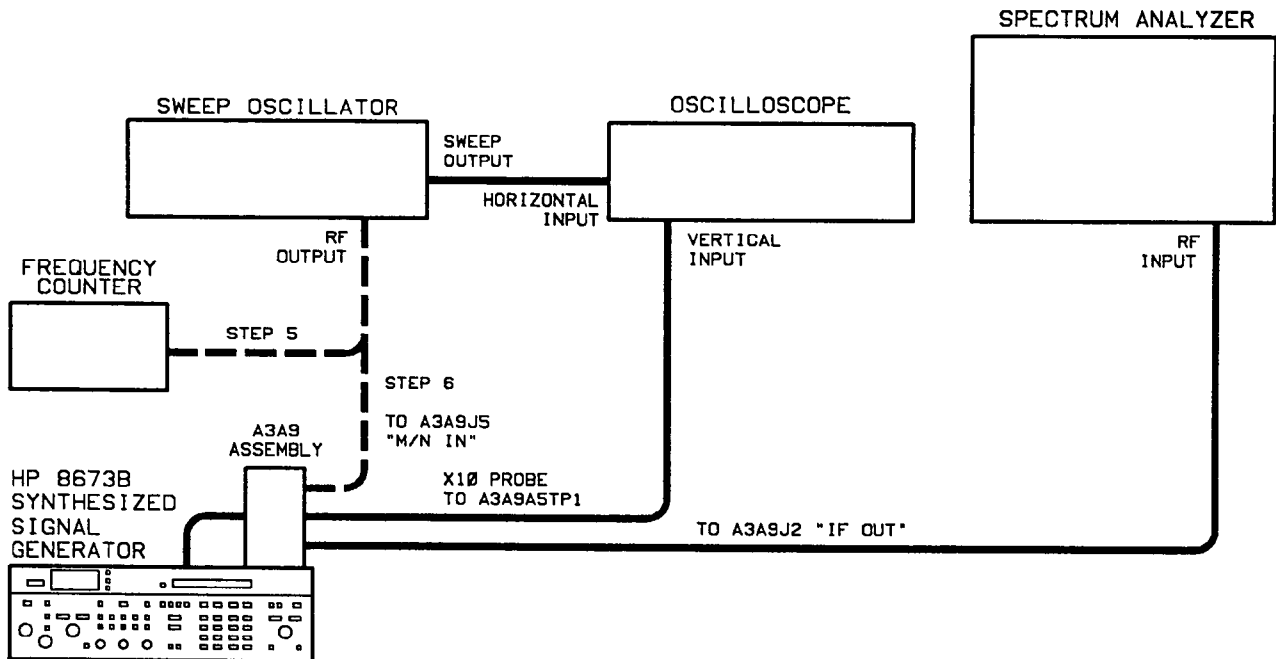 SPECTRUM ANALYZER
SWEEP OSCILLATOR
OSCILLOSCOPE
SWEEP
OUTPUT
HORIZONTAL
INPUT
RF
OUTPUT
VERTICAL
INPUT
RF
INPUT
FREQUENCY
COUNTER
STEP 5
STEP 6
TO A3A9J5
"M/N IN"
A3A9
ASSEMBLY
HP 8673B
SYNTHESIZED
SIGNAL
GENERATOR
X10 PROBE
TO A3A9A5TP1
TO A3A9J2 "IF OUT"